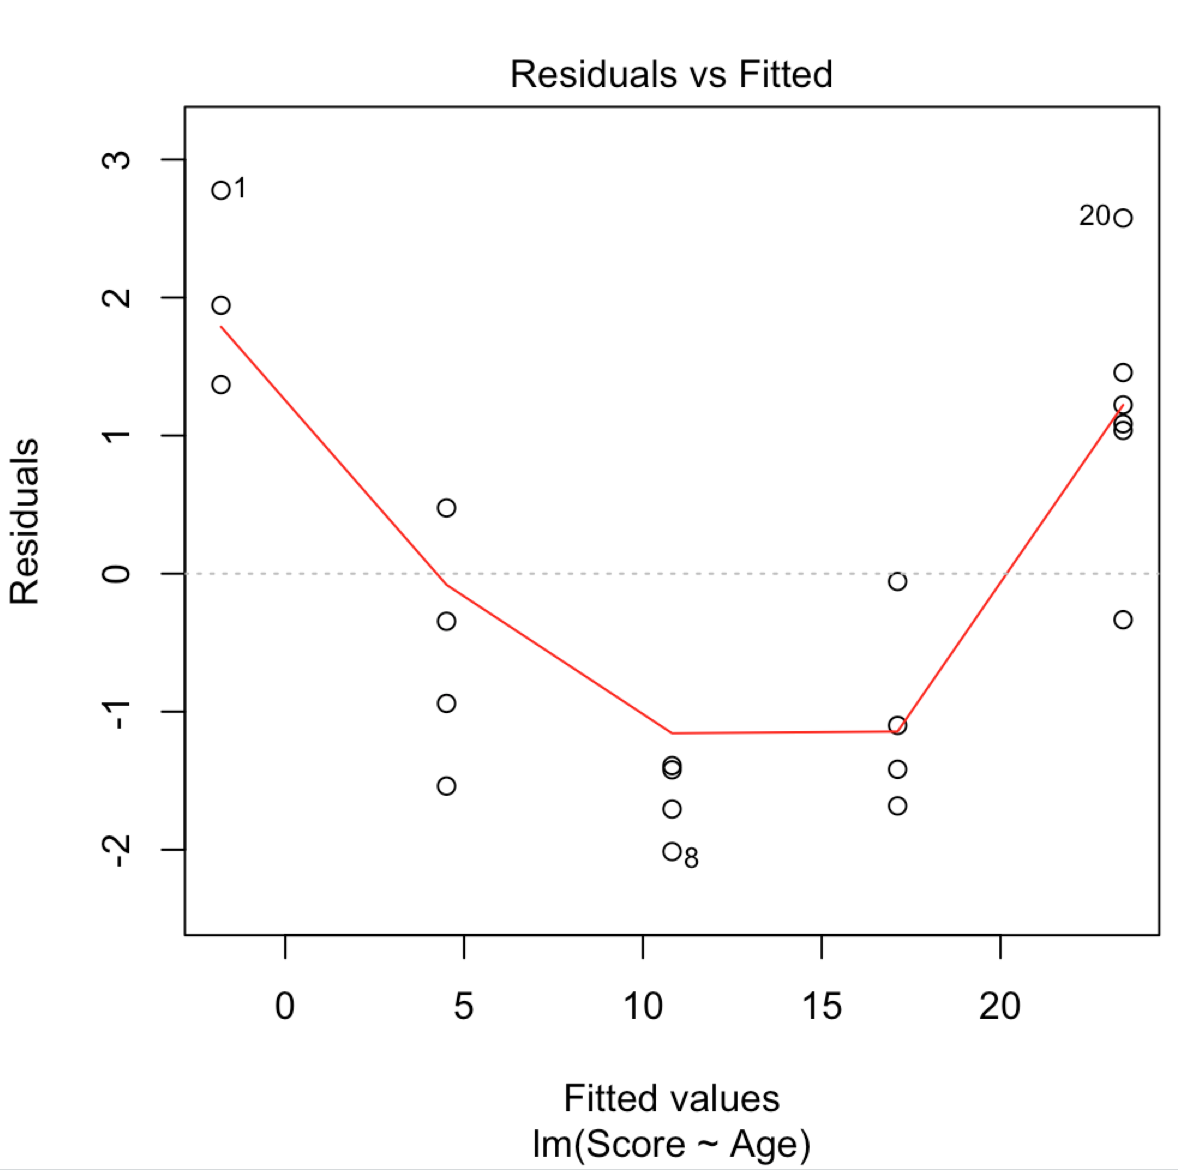 Residuals vs Fitted
3
2
1
0
-1
-2
Residuals
1
20
8
0 5 10 15 20
Fitted values
lm(Score ~ Age)